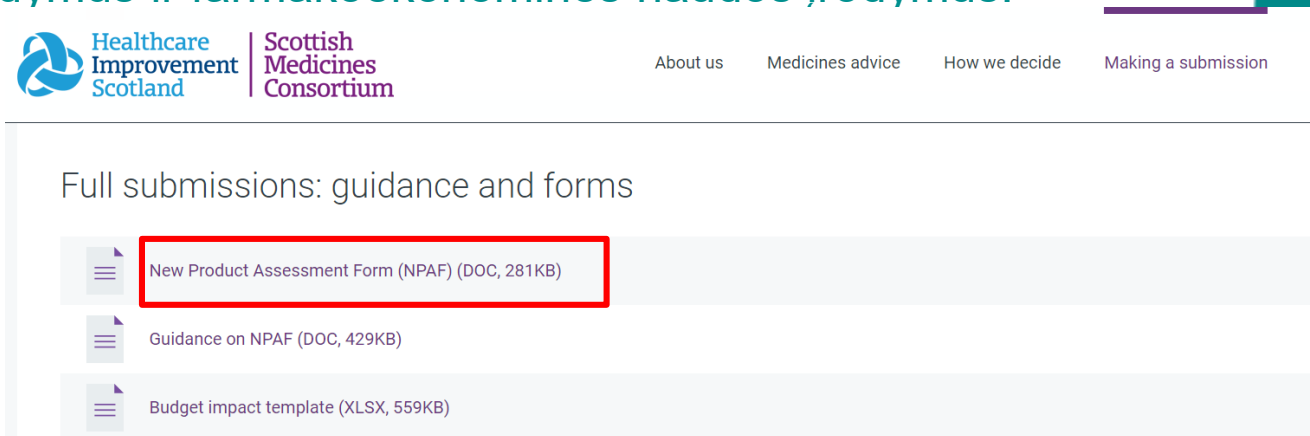 Healthcare Improvement Scotland
Scottish Medicines Consortium
About us Medicines advice How we decide Making a submission
Full submissions: guidance and forms
New Product Assessment Form (NPAF) (DOC, 281KB)
Guidance on NPAF (DOC, 429KB)
Budget impact template (XLSX, 559KB)